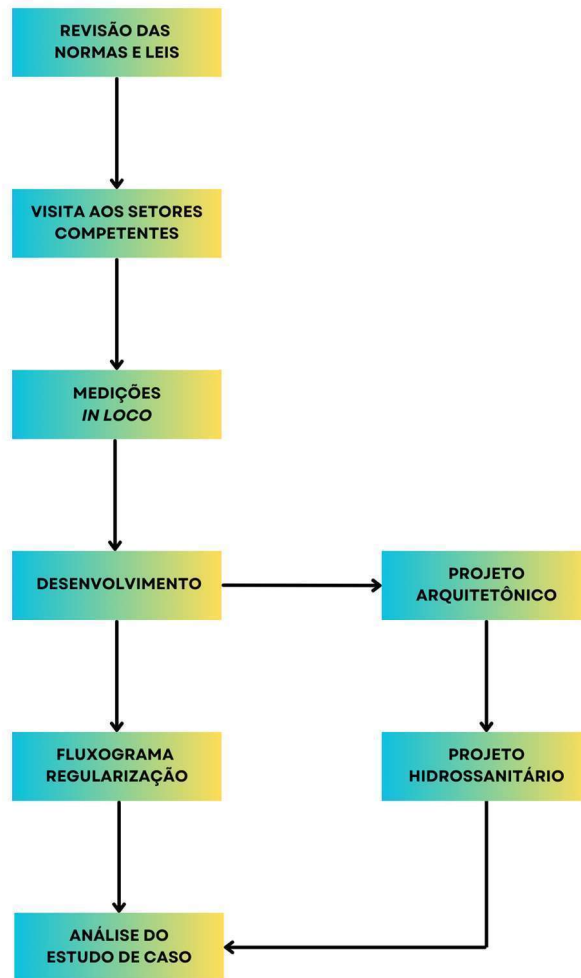 REVISÃO DAS
NORMAS E LEIS
VISITA AOS SETORES
COMPETENTES
MEDIÇÕES
IN LOCO
DESENVOLVIMENTO
PROJETO
ARQUITETÔNICO
FLUXOGRAMA
REGULARIZAÇÃO
PROJETO
HIDROSSANITÁRIO
ANÁLISE DO
ESTUDO DE CASO